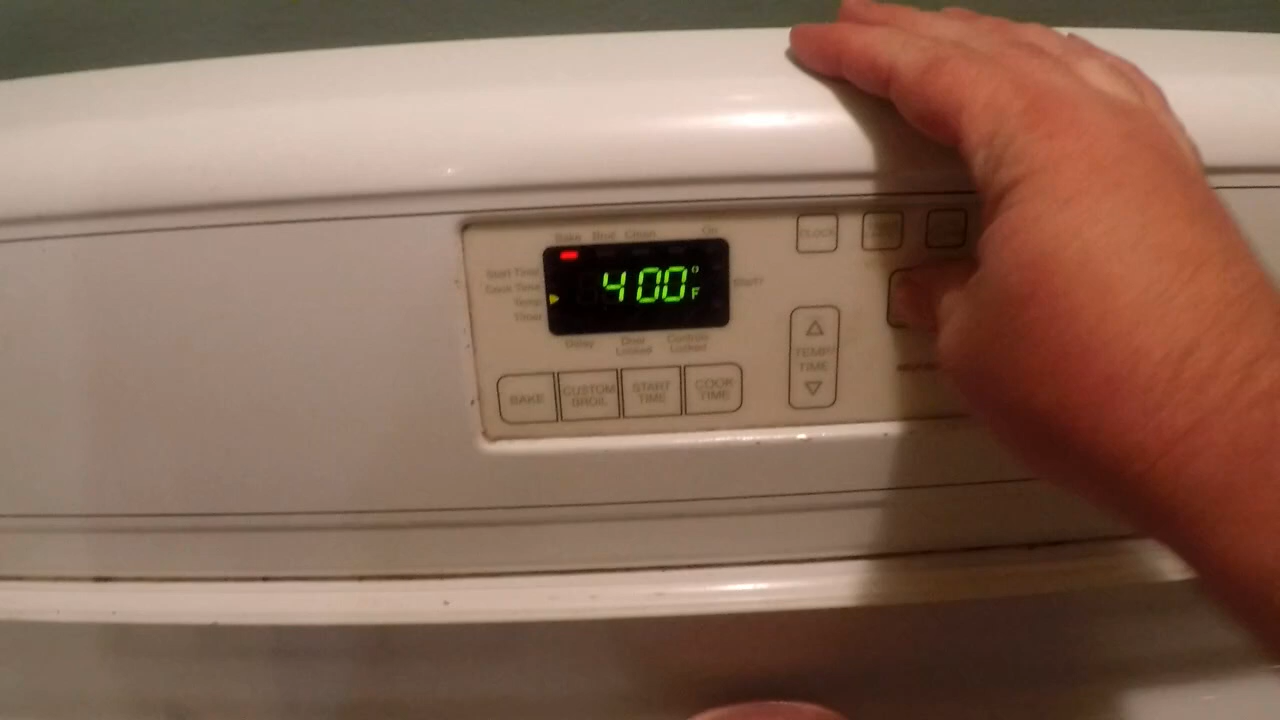 Bake Broil Clean On
Start Time
Cook Time
Temp
Timer
400°F
Start?
Delay
Door
Locked
Controls
Locked
CLOCK
BAKE
CUSTOM
BROIL
START
TIME
COOK
TIME
TEMP/
TIME